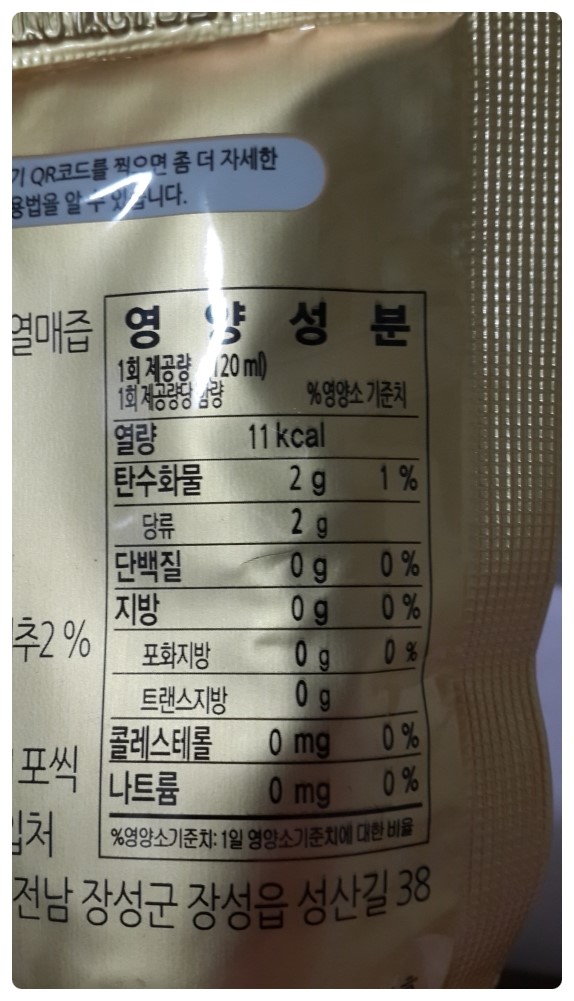 기 QR코드를 찍으면 좀 더 자세한
용법을 알 수 있습니다.
열매즙
영 양 성 분
1회 제공량 (120 ml)
1회 제공량당 함량 %영양소 기준치
열량 11 kcal
탄수화물 2 g 1 %
당류 2 g
단백질 0 g 0 %
지방 0 g 0 %
추2 %
포화지방 0 g 0 %
트랜스지방 0 g
콜레스테롤 0 mg 0 %
포씩
나트륨 0 mg 0 %
입처
%영양소기준치: 1일 영양소기준치에 대한 비율
전남 장성군 장성읍 성산길 38